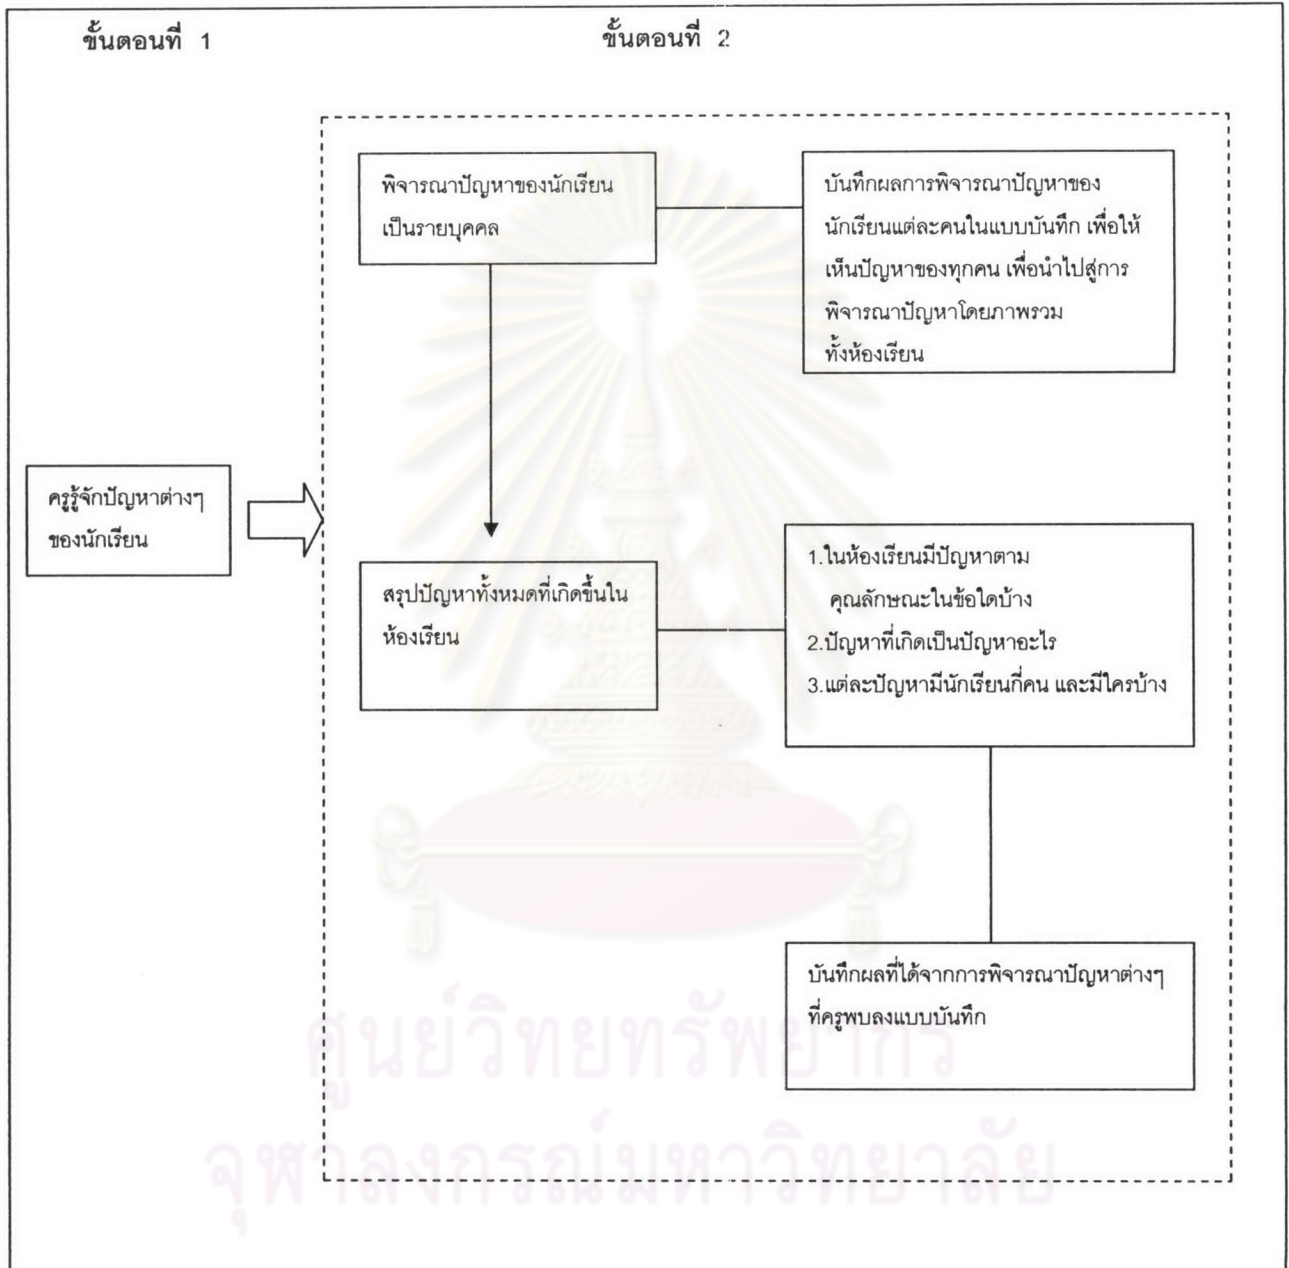 ขั้นตอนที่ 1
ขั้นตอนที่ 2
พิจารณาปัญหาของนักเรียน
เป็นรายบุคคล
บันทึกผลการพิจารณาปัญหาของ
นักเรียนแต่ละคนในแบบบันทึก เพื่อให้
เห็นปัญหาของทุกคน เพื่อนำไปสู่การ
พิจารณาปัญหาโดยภาพรวม
ทั้งห้องเรียน
ครูรู้จักปัญหาต่างๆ
ของนักเรียน
สรุปปัญหาทั้งหมดที่เกิดขึ้นใน
ห้องเรียน
1.ในห้องเรียนมีปัญหาตาม
คุณลักษณะในข้อใดบ้าง
2.ปัญหาที่เกิดเป็นปัญหาอะไร
3.แต่ละปัญหามีนักเรียนกี่คน และมีใครบ้าง
บันทึกผลที่ได้จากการพิจารณาปัญหาต่างๆ
ที่ครูพบลงแบบบันทึก
ศูนย์วิทยทรัพยากร
จุฬาลงกรณ์มหาวิทยาลัย